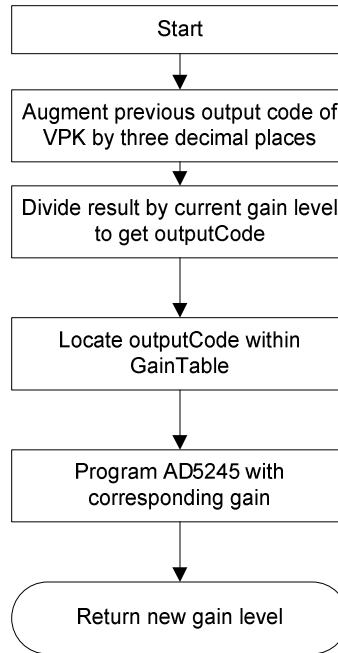 Start
Augment previous output code of
VPK by three decimal places
Divide result by current gain level
to get outputCode
Locate outputCode within
GainTable
Program AD5245 with
corresponding gain
Return new gain level